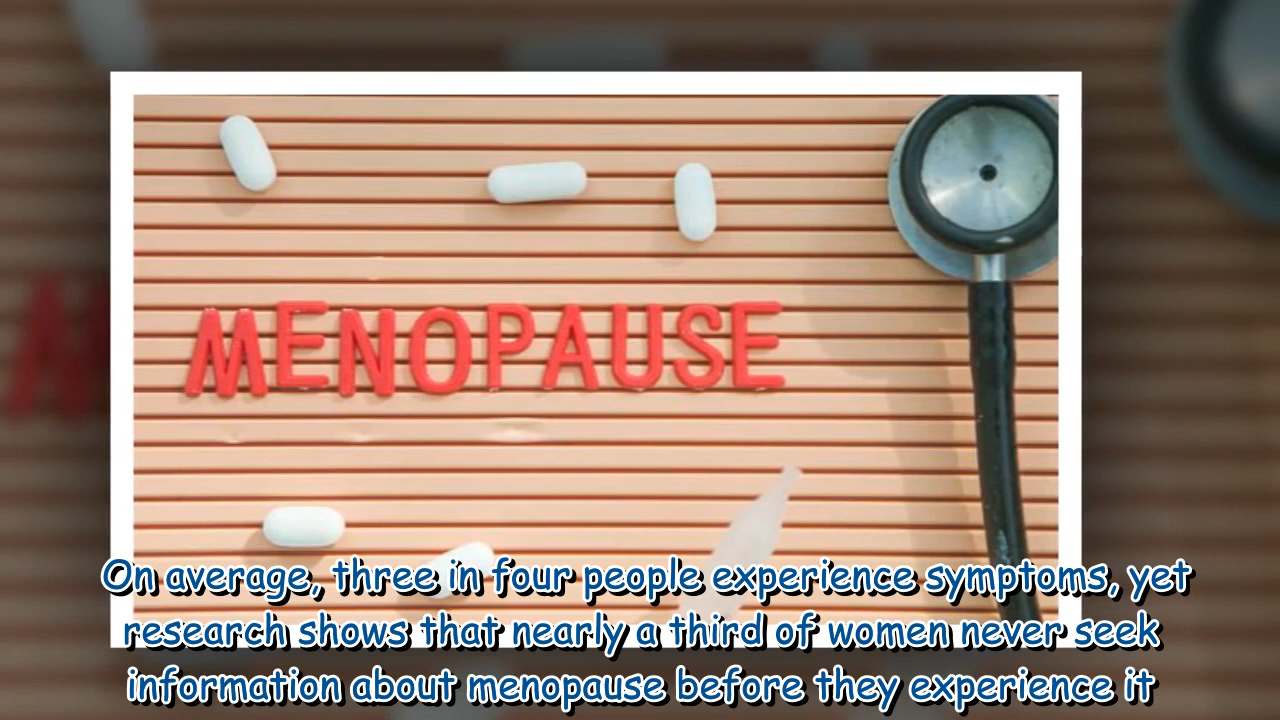 MENOPAUSE
On average, three in four people experience symptoms, yet
research shows that nearly a third of women never seek
information about menopause before they experience it